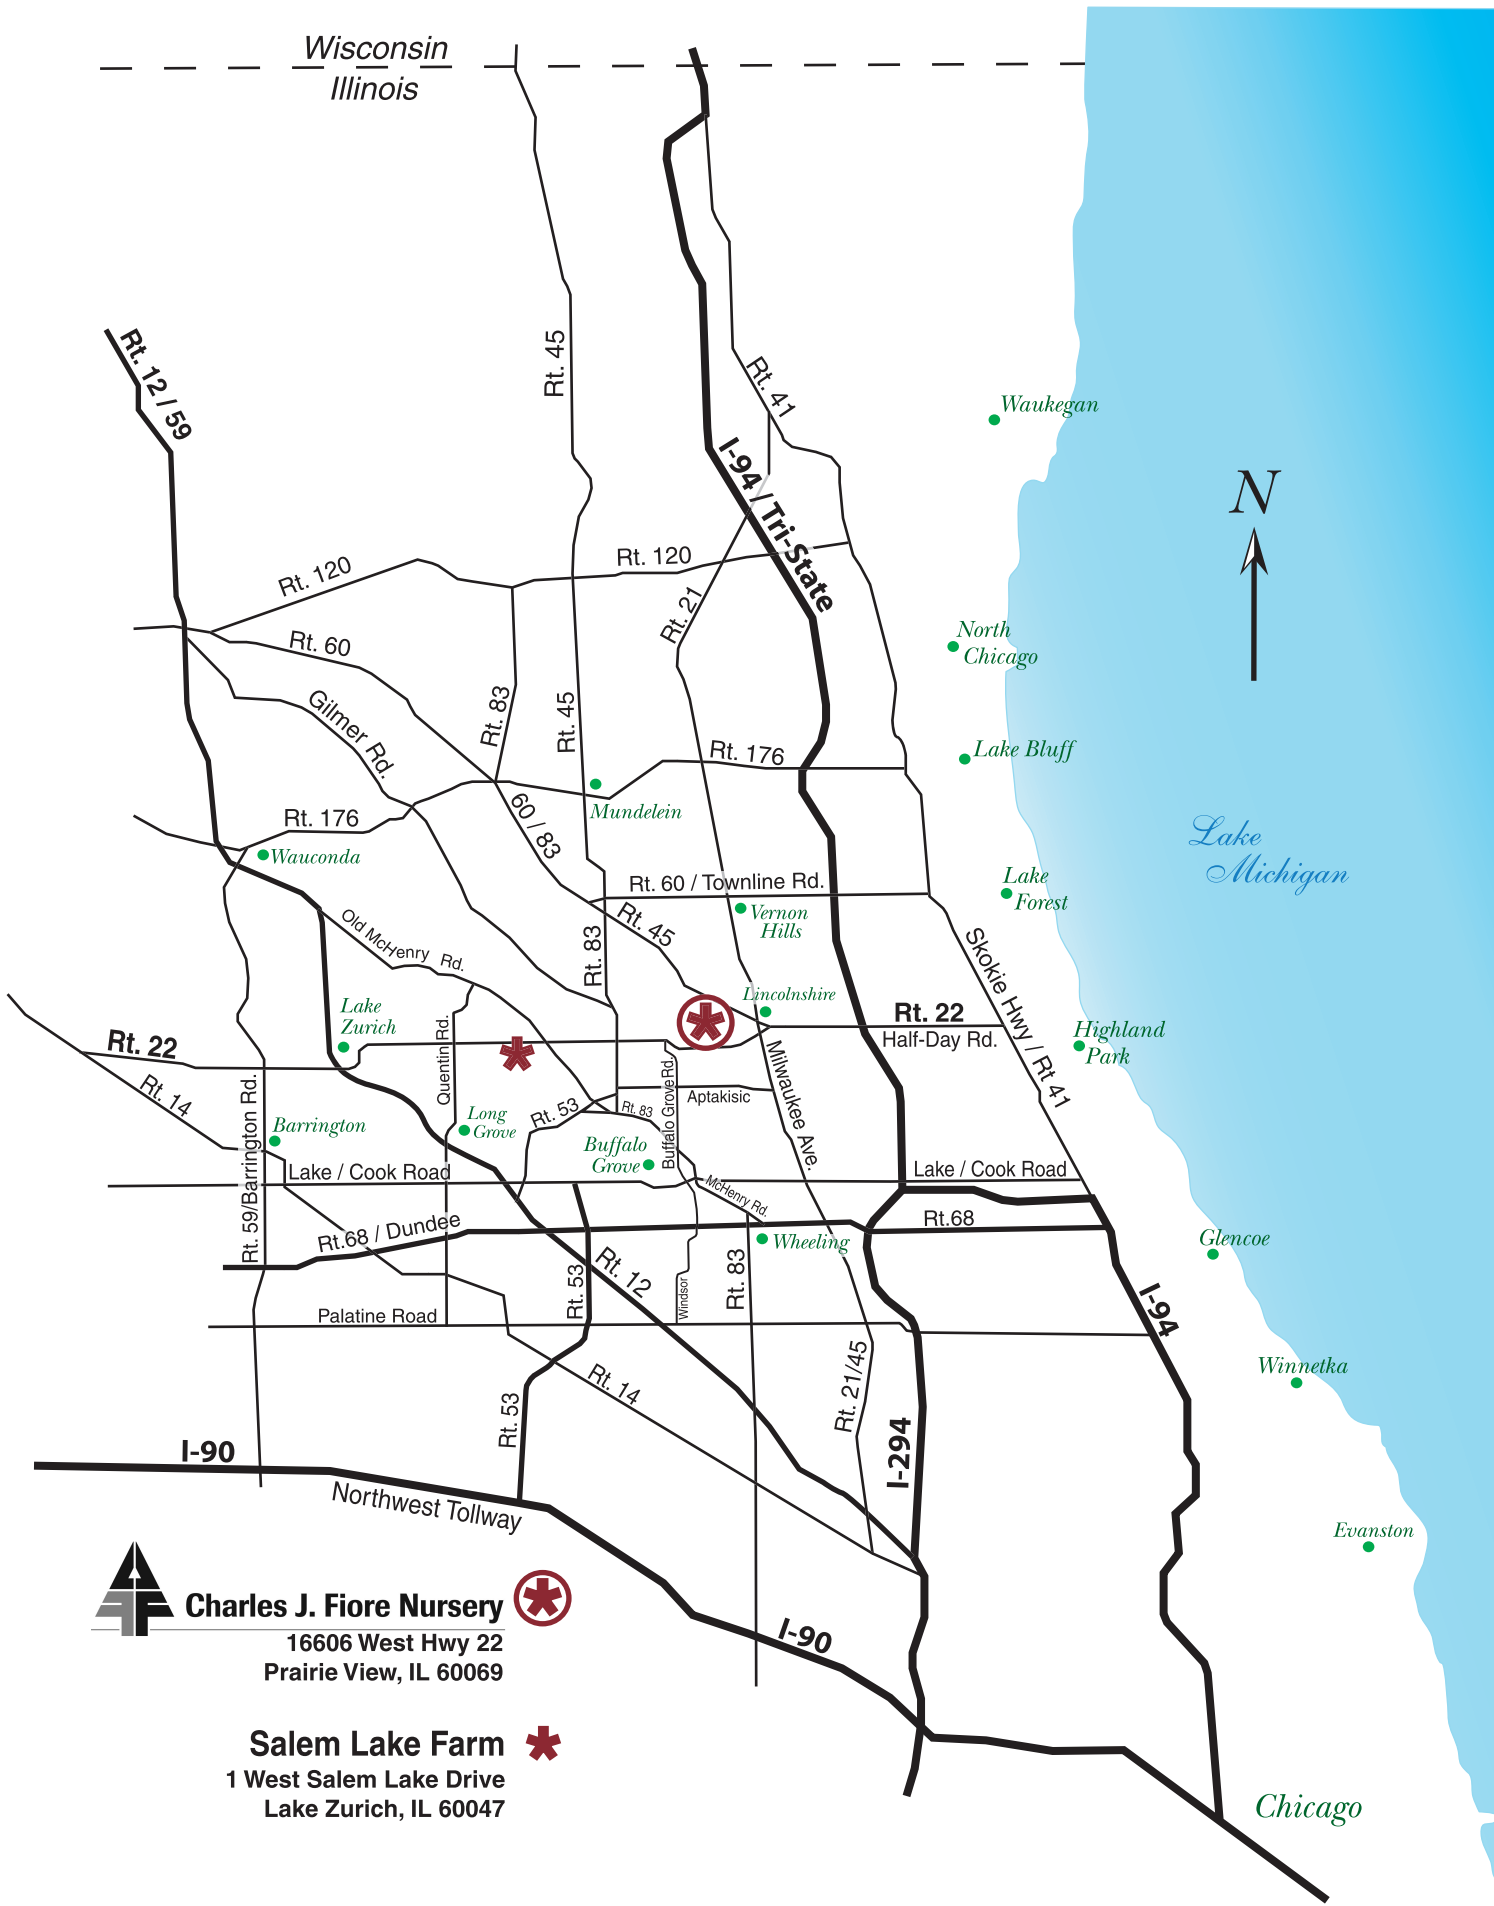 Wisconsin
Illinois
Rt. 12 / 59
Rt. 45
Rt. 41
Waukegan
I-94 / Tri-State
N
Rt. 120
Rt. 120
Rt. 21
Rt. 60
North
Chicago
Gilmer Rd.
Rt. 83
Rt. 45
Rt. 176
Lake Bluff
Mundelein
60 / 83
Rt. 176
Wauconda
Lake
Michigan
Rt. 60 / Townline Rd.
Lake
Forest
Vernon
Hills
Old McHenry Rd.
Rt. 45
Rt. 83
Skokie Hwy / Rt 41
Lincolnshire
Lake
Zurich
Rt. 22
Half-Day Rd.
Highland
Park
Rt. 22
Quentin Rd.
Rt. 14
Milwaukee Ave.
Buffalo Grove Rd.
Aptakisic
Rt. 53
Rt. 83
Long
Grove
Barrington
Rt. 59/Barrington Rd.
Buffalo
Grove
Lake / Cook Road
Lake / Cook Road
McHenry Rd.
Rt.68 / Dundee
Rt.68
Wheeling
Glencoe
Rt. 53
Rt. 12
Windsor
Rt. 83
I-94
Palatine Road
Winnetka
Rt. 14
Rt. 21/45
Rt. 53
I-294
I-90
Northwest Tollway
Evanston
Charles J. Fiore Nursery
16606 West Hwy 22
Prairie View, IL 60069
I-90
Salem Lake Farm
1 West Salem Lake Drive
Lake Zurich, IL 60047
Chicago